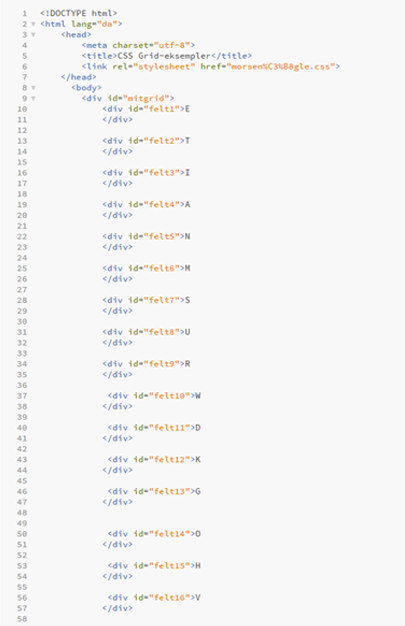 1 <!DOCTYPE html>
2 <html lang="da">
3 <head>
4 <meta charset="utf-8">
5 <title>CSS Grid-eksempler</title>
6 <link rel="stylesheet" href="morsen%C3%B8gle.css">
7 </head>
8 <body>
9 <div id="mitgrid">
10 <div id="felt1">E
11 </div>
12
13 <div id="felt2">T
14 </div>
15
16 <div id="felt3">I
17 </div>
18
19 <div id="felt4">A
20 </div>
21
22 <div id="felt5">N
23 </div>
24
25 <div id="felt6">M
26 </div>
27
28 <div id="felt7">S
29 </div>
30
31 <div id="felt8">U
32 </div>
33
34 <div id="felt9">R
35 </div>
36
37 <div id="felt10">W
38 </div>
39
40 <div id="felt11">D
41 </div>
42
43 <div id="felt12">K
44 </div>
45
46 <div id="felt13">G
47 </div>
48
49
50 <div id="felt14">O
51 </div>
52
53 <div id="felt15">H
54 </div>
55
56 <div id="felt16">V
57 </div>
58